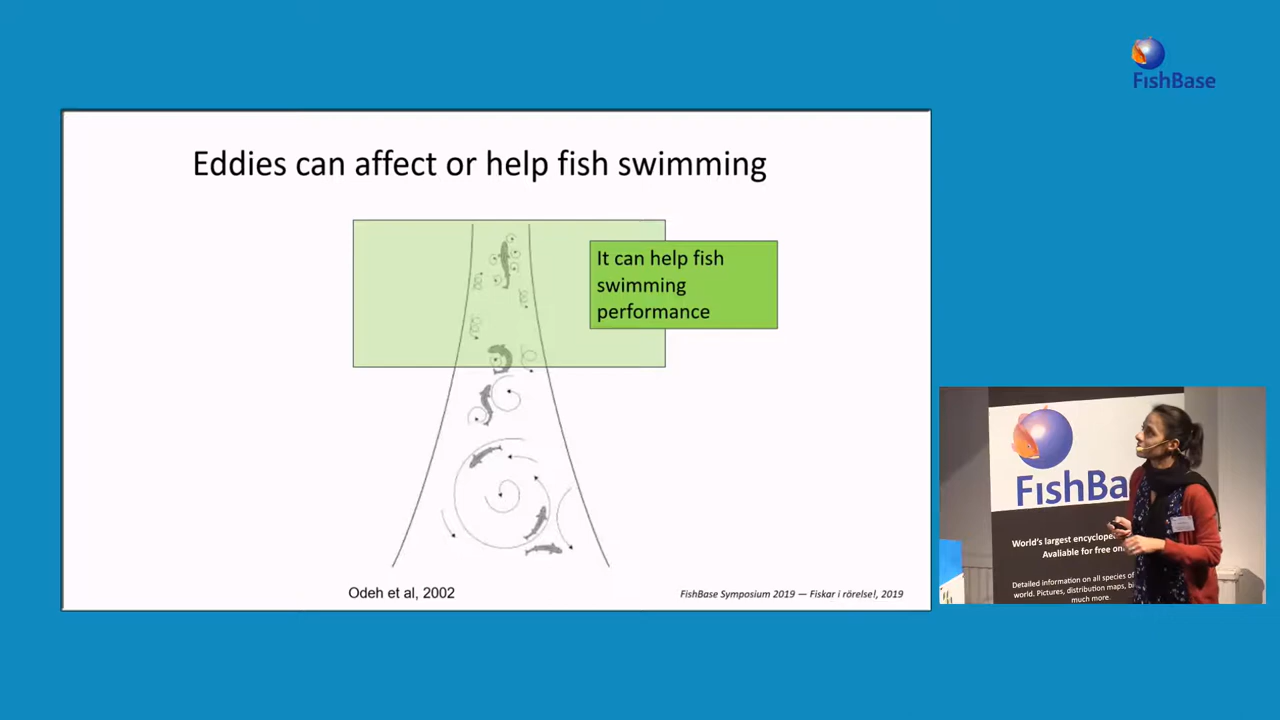 FishBase
Eddies can affect or help fish swimming
It can help fish
swimming
performance
Odeh et al, 2002
FishBase Symposium 2019 — Fiskar i rörelse!, 2019
FishBa
World's largest encyclope
Avaliable for free on
Detailed information on all species of
world. Pictures, distribution maps, b
much more.